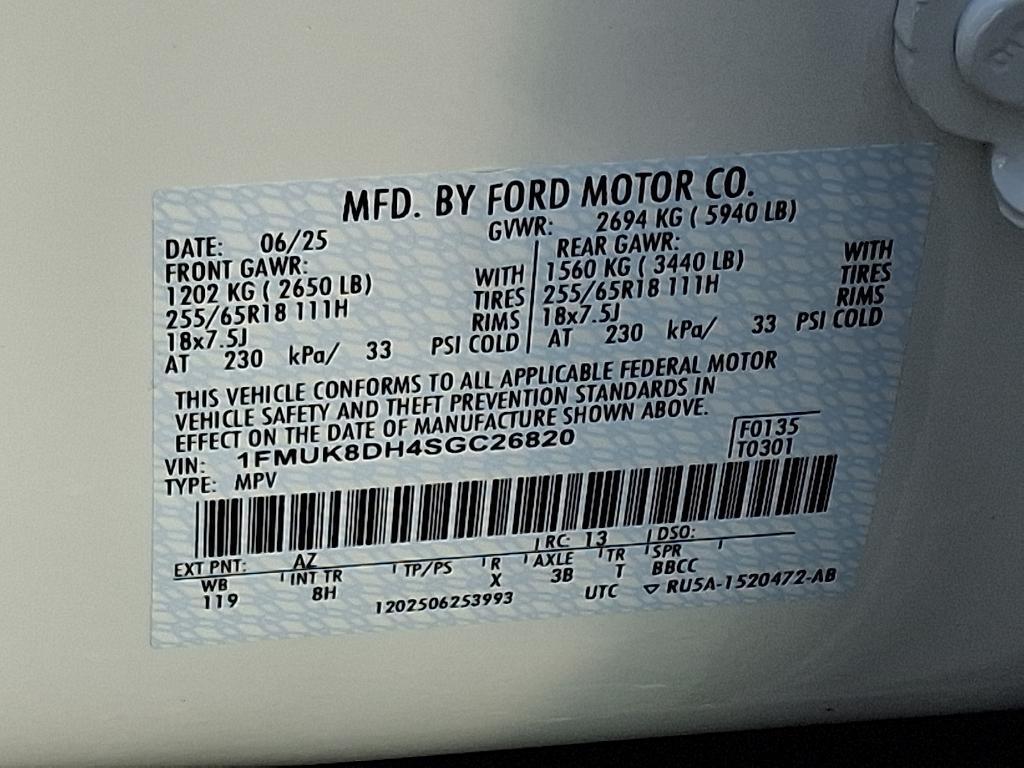 MFD. BY FORD MOTOR CO.
DATE: 06/25 GVWR: 2694 KG ( 5940 LB)
FRONT GAWR: REAR GAWR:
1202 KG ( 2650 LB) WITH 1560 KG ( 3440 LB) WITH
255/65R18 111H TIRES 255/65R18 111H TIRES
18x7.5J RIMS 18x7.5J RIMS
AT 230 kPa/ 33 PSI COLD AT 230 kPa/ 33 PSI COLD
THIS VEHICLE CONFORMS TO ALL APPLICABLE FEDERAL MOTOR
VEHICLE SAFETY AND THEFT PREVENTION STANDARDS IN
EFFECT ON THE DATE OF MANUFACTURE SHOWN ABOVE.
VIN: 1FMUK8DH4SGC26820 F0135
TYPE: MPV T0301
EXT PNT: AZ RC: 13 DSO:
WB INT TR TP/PS R AXLE TR SPR
119 8H X 3B T BBCC
1202506253993 UTC ▽ RU5A-1520472-AB